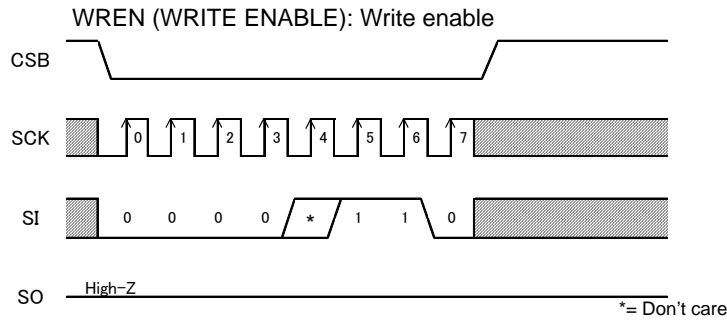 WREN (WRITE ENABLE): Write enable
CSB
SCK 0 1 2 3 4 5 6 7
SI 0 0 0 0 * 1 1 0
SO High-Z
*= Don't care